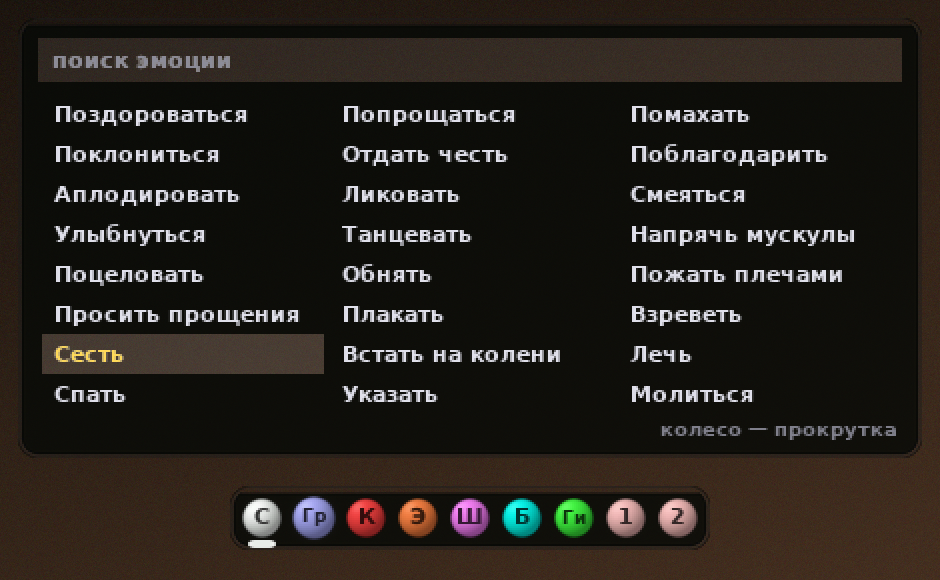 поиск эмоции
Поздороваться Попрощаться Помахать
Поклониться Отдать честь Поблагодарить
Аплодировать Ликовать Смеяться
Улыбнуться Танцевать Напрячь мускулы
Поцеловать Обнять Пожать плечами
Просить прощения Плакать Взреветь
Сесть Встать на колени Лечь
Спать Указать Молиться
колесо — прокрутка
С Гр К Э Ш Б Ги 1 2